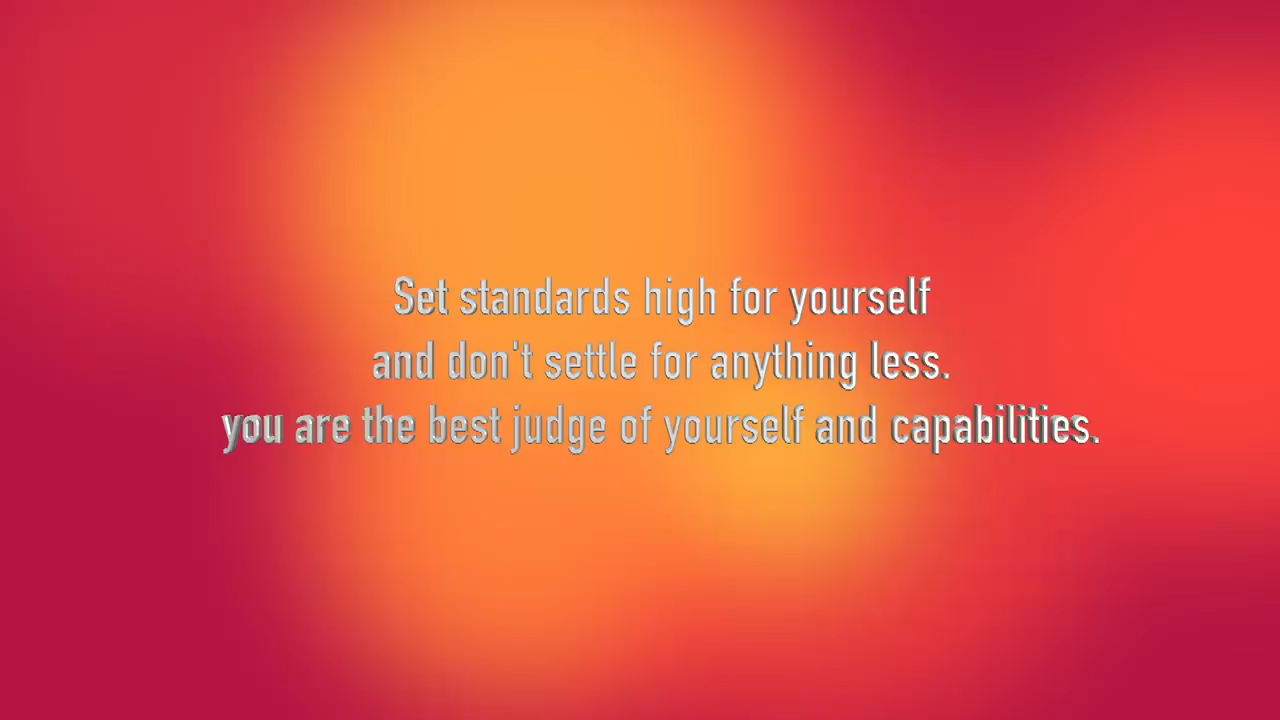 Set standards high for yourself
and don't settle for anything less.
you are the best judge of yourself and capabilities.